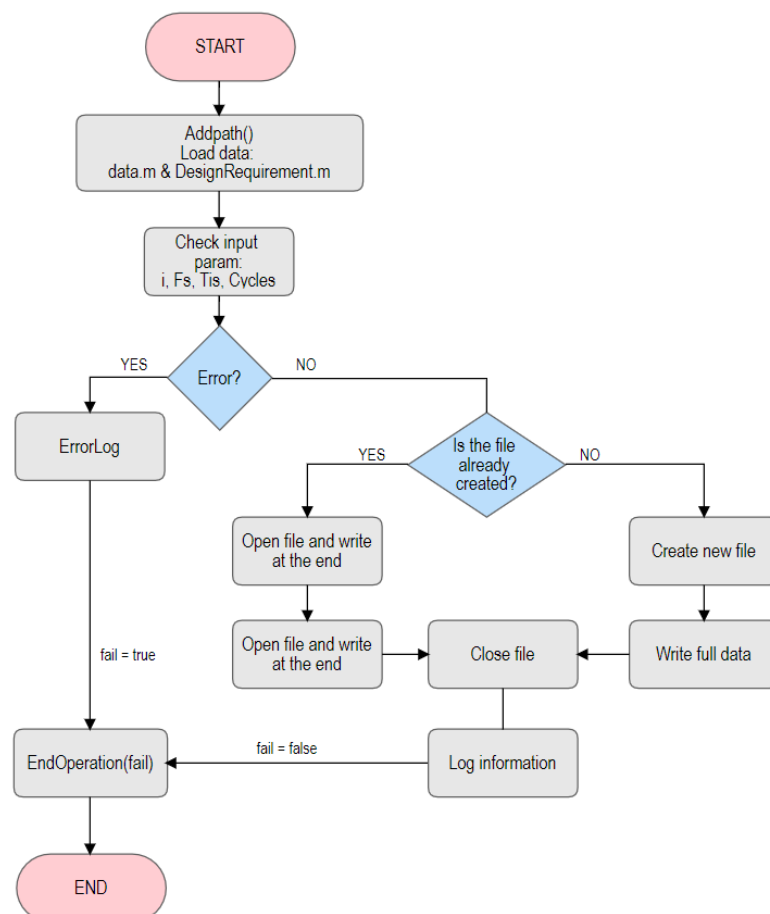 START
Addpath()
Load data:
data.m & DesignRequirement.m
Check input
param:
i, Fs, Tis, Cycles
YES
Error?
NO
ErrorLog
YES
Is the file
already
created?
NO
Open file and write
at the end
Create new file
Open file and write
at the end
Close file
Write full data
fail = true
EndOperation(fail)
fail = false
Log information
END